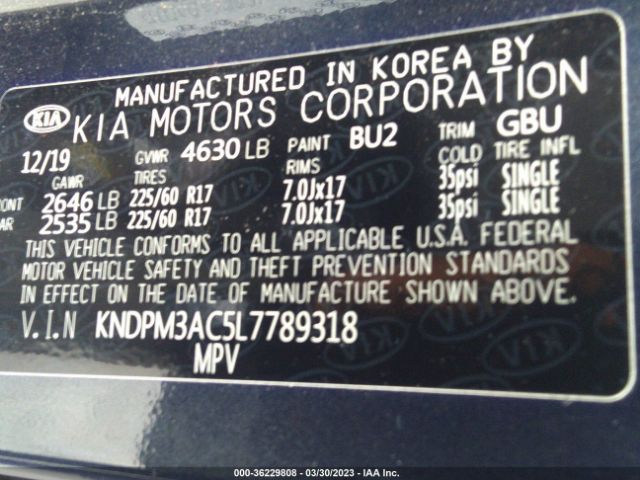 MANUFACTURED IN KOREA BY
KIA KIA MOTORS CORPORATION
12/19 GVWR 4630 LB PAINT BU2 TRIM GBU
GAWR TIRES RIMS COLD TIRE INFL
ONT 2646 LB 225/60 R17 7.0Jx17 35psi SINGLE
AR 2535 LB 225/60 R17 7.0Jx17 35psi SINGLE
THIS VEHICLE CONFORMS TO ALL APPLICABLE U.S.A. FEDERAL
MOTOR VEHICLE SAFETY AND THEFT PREVENTION STANDARDS
IN EFFECT ON THE DATE OF MANUFACTURE SHOWN ABOVE.
V.I.N KNDPM3AC5L7789318
MPV
000-36229808 - 03/30/2023 - IAA Inc.